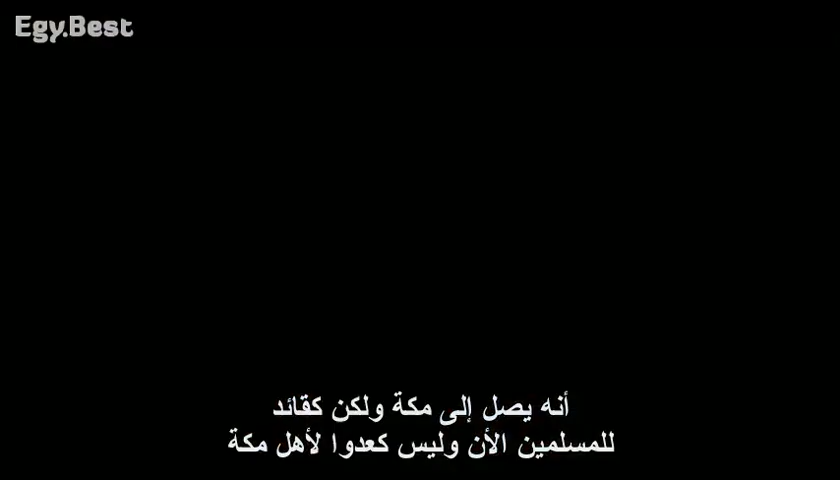 Egy.Best
أنه يصل إلى مكة ولكن كقائد
للمسلمين الأن وليس كعدوا لأهل مكة